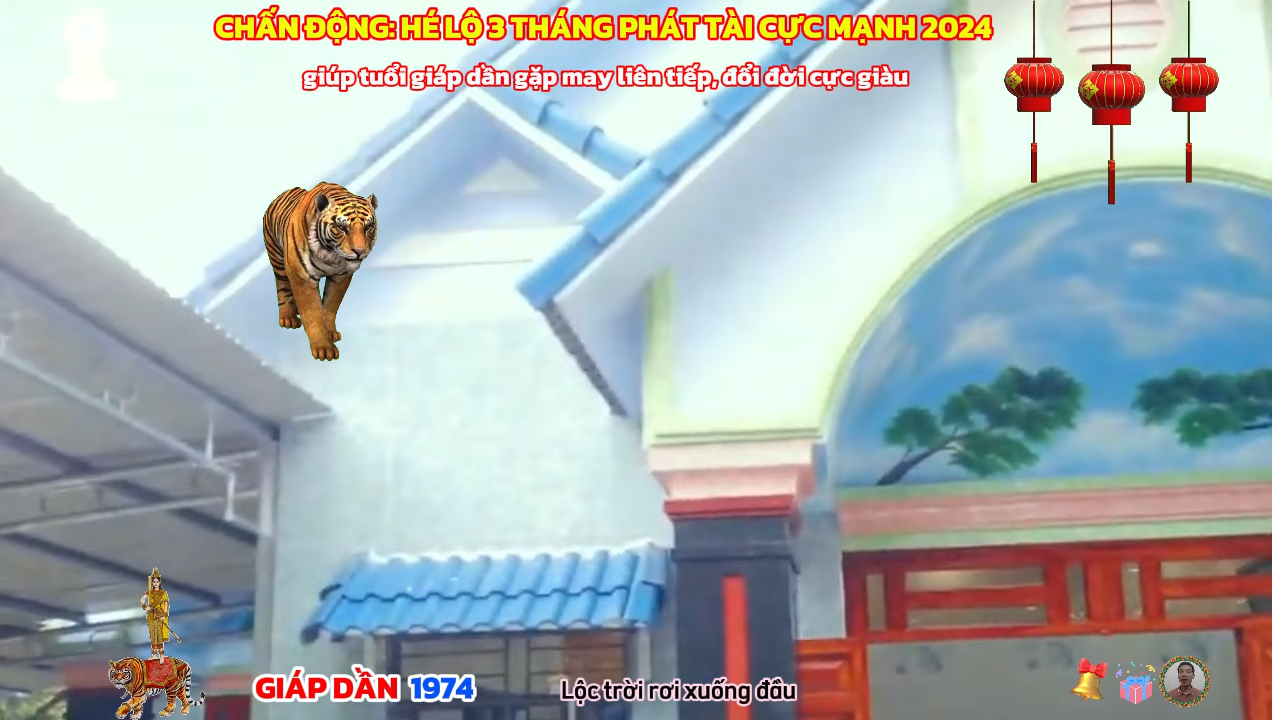 CHẤN ĐỘNG: HÉ LỘ 3 THÁNG PHÁT TÀI CỰC MẠNH 2024
giúp tuổi giáp dần gặp may liên tiếp, đổi đời cực giàu
GIÁP DẦN 1974
Lộc trời rơi xuống đầu